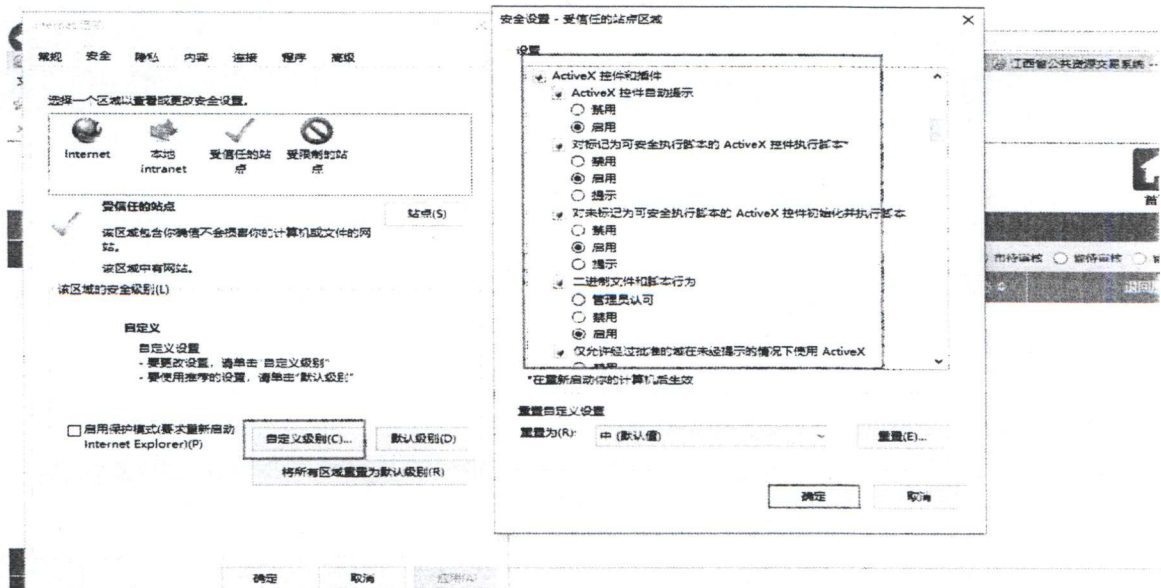 Internet 选项
常规 安全 隐私 内容 连接 程序 高级
选择一个区域以查看或更改安全设置。
Internet
本地
intranet
受信任的站
点
受限制的站
点
受信任的站点
站点(S)
该区域包含你确信不会损害你的计算机或文件的网
站。
该区域中有网站。
该区域的安全级别(L)
自定义
自定义设置
- 要更改设置，请单击"自定义级别"
- 要使用推荐的设置，请单击"默认级别"
启用保护模式(要求重新启动
Internet Explorer)(P)
自定义级别(C)...
默认级别(D)
将所有区域重置为默认级别(R)
确定 取消 应用(A)
安全设置 - 受信任的站点区域
设置
ActiveX 控件和插件
ActiveX 控件自动提示
禁用
启用
对标记为可安全执行脚本的 ActiveX 控件执行脚本*
禁用
启用
提示
对未标记为可安全执行脚本的 ActiveX 控件初始化并执行脚本
禁用
启用
提示
二进制文件和脚本行为
管理员认可
禁用
启用
仅允许经过批准的域在未经提示的情况下使用 ActiveX
禁用
*在重新启动你的计算机后生效
重置自定义设置
重置为(R): 中 (默认值) 重置(E)...
确定 取消
江西省公共资源交易系统 --
首
市待审核 省待审核